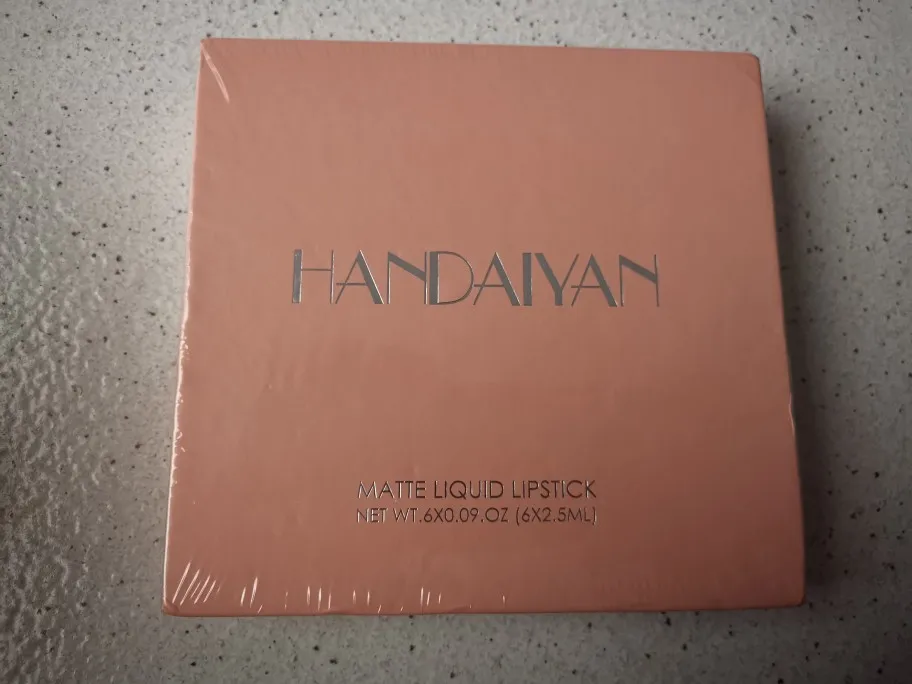 HANDAIYAN
MATTE LIQUID LIPSTICK
NET WT.6X0.09.OZ (6X2.5ML)